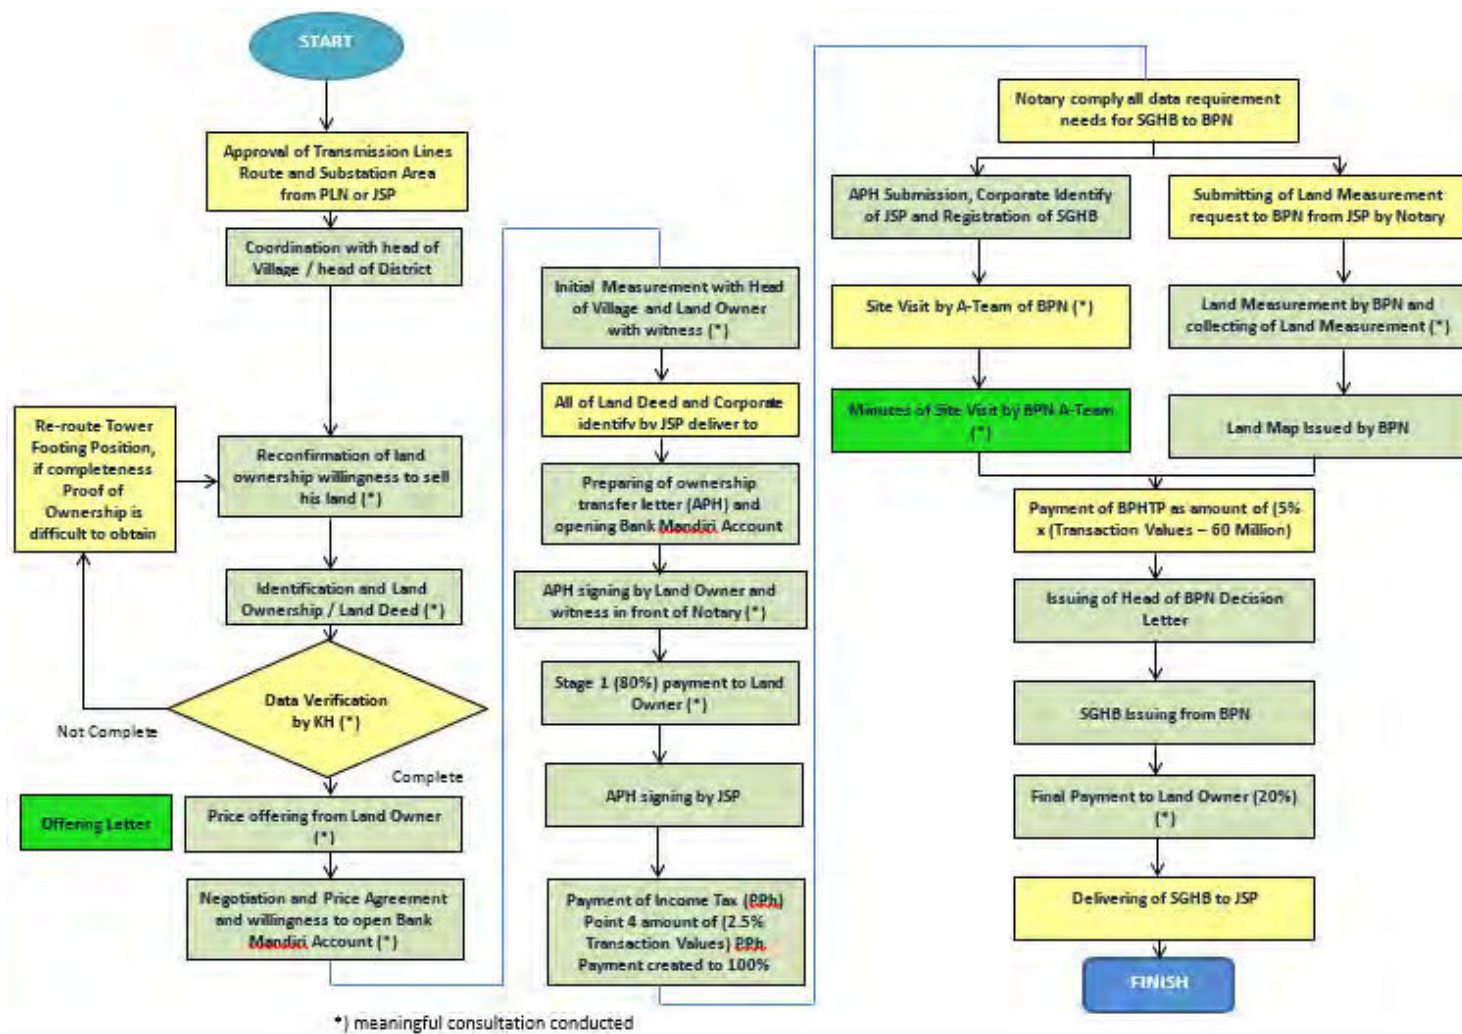 START
Approval of Transmission Lines
Route and Substation Area
from PLN or JSP
Coordination with head of
Village / head of District
Re-route Tower
Footing Position,
if completeness
Proof of
Ownership is
difficult to obtain
Reconfirmation of land
ownership willingness to sell
his land (*)
Identification and Land
Ownership / Land Deed (*)
Data Verification
by KH (*)
Not Complete
Complete
Offering Letter
Price offering from Land Owner
(*)
Negotiation and Price Agreement
and willingness to open Bank
Mandiri Account (*)
Initial Measurement with Head
of Village and Land Owner
with witness (*)
All of Land Deed and Corporate
identify by JSP deliver to
Preparing of ownership
transfer letter (APH) and
opening Bank Mandiri Account
APH signing by Land Owner and
witness in front of Notary (*)
Stage 1 (80%) payment to Land
Owner (*)
APH signing by JSP
Payment of Income Tax (PPh)
Point 4 amount of (2.5%
Transaction Values) PPh
Payment created to 100%
Notary comply all data requirement
needs for SGHB to BPN
APH Submission, Corporate Identify
of JSP and Registration of SGHB
Submitting of Land Measurement
request to BPN from JSP by Notary
Site Visit by A-Team of BPN (*)
Land Measurement by BPN and
collecting of Land Measurement (*)
Minutes of Site Visit by BPN A-Team
(*)
Land Map Issued by BPN
Payment of BPHTP as amount of (5%
x (Transaction Values – 60 Million)
Issuing of Head of BPN Decision
Letter
SGHB Issuing from BPN
Final Payment to Land Owner (20%)
(*)
Delivering of SGHB to JSP
FINISH
*) meaningful consultation conducted